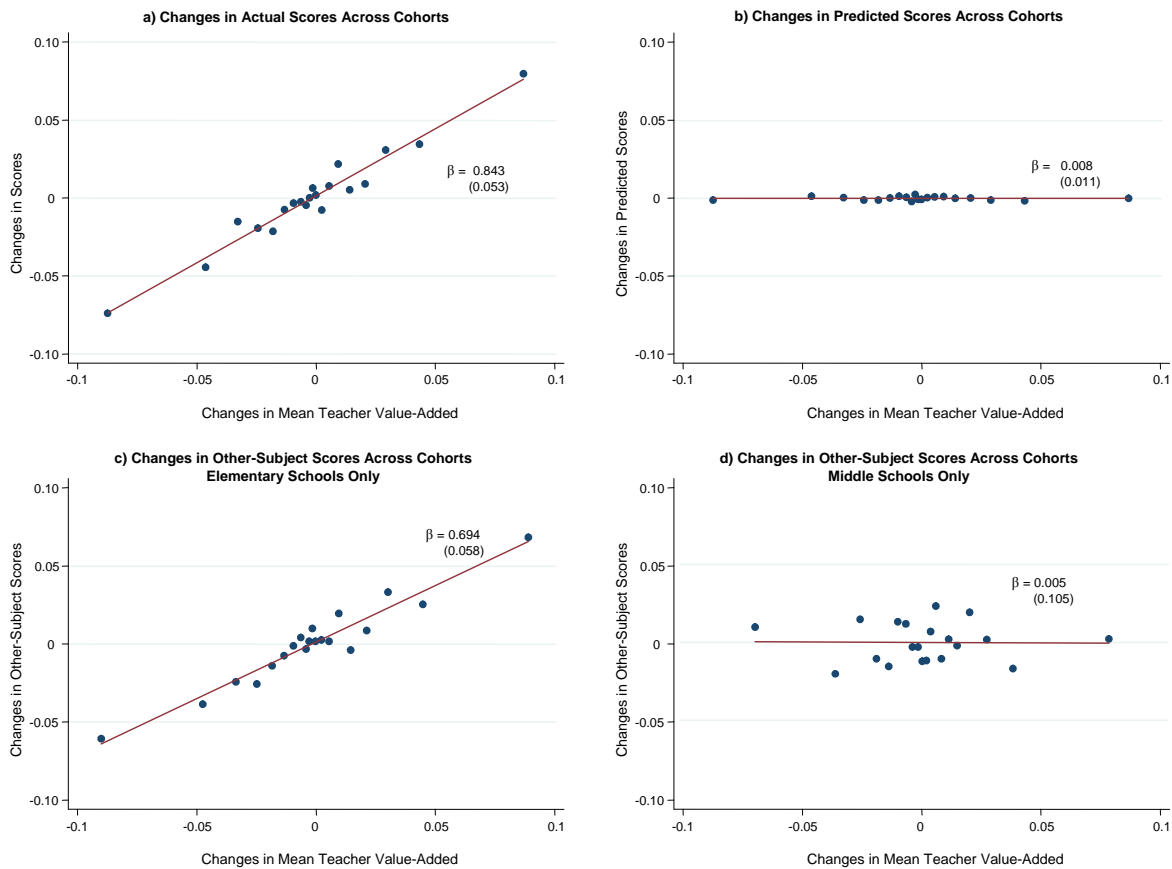 a) Changes in Actual Scores Across Cohorts
0.10
0.05
0
-0.05
-0.10
Changes in Scores
β = 0.843
(0.053)
-0.1
-0.05
0
0.05
0.1
Changes in Mean Teacher Value-Added
b) Changes in Predicted Scores Across Cohorts
0.10
0.05
0
-0.05
-0.10
Changes in Predicted Scores
β = 0.008
(0.011)
-0.1
-0.05
0
0.05
0.1
Changes in Mean Teacher Value-Added
c) Changes in Other-Subject Scores Across Cohorts
Elementary Schools Only
0.10
0.05
0
-0.05
-0.10
Changes in Other-Subject Scores
β = 0.694
(0.058)
-0.1
-0.05
0
0.05
0.1
Changes in Mean Teacher Value-Added
d) Changes in Other-Subject Scores Across Cohorts
Middle Schools Only
0.10
0.05
0
-0.05
-0.10
Changes in Other-Subject Scores
β = 0.005
(0.105)
-0.1
-0.05
0
0.05
0.1
Changes in Mean Teacher Value-Added